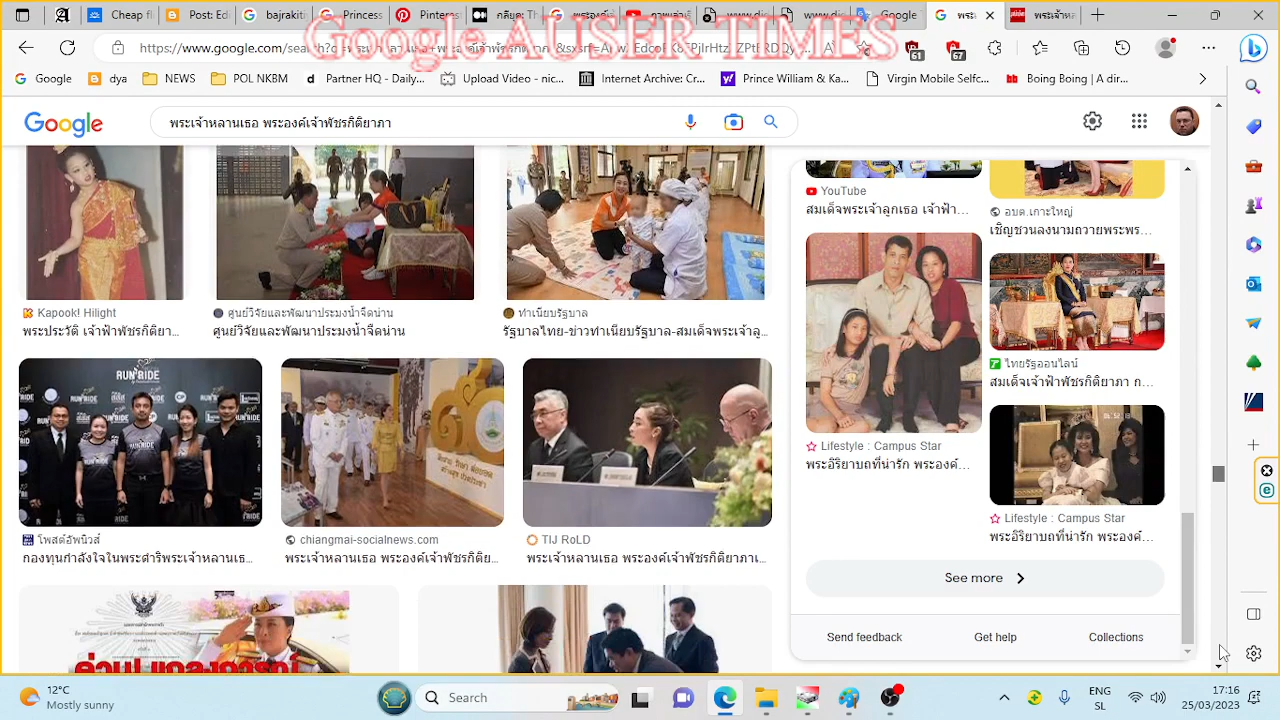 Google AUSER TIMES
Cheap f
Blogger: Post Edi
bajrakiti
Princess
Pinteres
Google
https://www.google.com/search?q=
61
67
Google
dya
NEWS
POL NKBM
Partner HQ - Daily...
Upload Video - nic...
Internet Archive: Cr...
Prince William & Ka...
Virgin Mobile Selfc...
Boing Boing | A dir...
Google
พระเจ้าหลานเธอ พระองค์เจ้าพัชรกิติยาภา
YouTube
สมเด็จพระเจ้าลูกเธอ เจ้าฟ้า...
อบต.เกาะใหญ่
เชิญชวนลงนามถวายพระพร...
Kapook! Hilight
พระประวัติ เจ้าฟ้าพัชรกิติยา...
ศูนย์วิจัยและพัฒนาประมงน้ำจืดน่าน
ศูนย์วิจัยและพัฒนาประมงน้ำจืดน่าน
ทำเนียบรัฐบาล
รัฐบาลไทย-ข่าวทำเนียบรัฐบาล-สมเด็จพระเจ้าลู...
ไทยรัฐออนไลน์
สมเด็จเจ้าฟ้าพัชรกิติยาภา ก...
RUN RIDE
Lifestyle : Campus Star
พระอิริยาบถที่น่ารัก พระองค์...
Lifestyle : Campus Star
พระอิริยาบถที่น่ารัก พระองค์...
โพสต์อัพนิวส์
กองทุนกำลังใจในพระดำริพระเจ้าหลานเธ...
chiangmai-socialnews.com
พระเจ้าหลานเธอ พระองค์เจ้าพัชรกิติย...
TIJ RoLD
พระเจ้าหลานเธอ พระองค์เจ้าพัชรกิติยาภาเ...
See more
Send feedback
Get help
Collections
12°C
Mostly sunny
Search
ENG
SL
17:16
25/03/2023